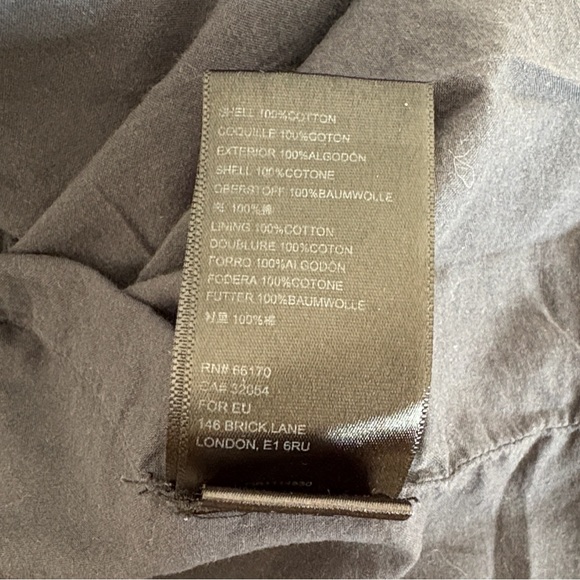 SHELL 100%COTTON
COQUILLE 100%COTON
EXTERIOR 100%ALGODÓN
SHELL 100%COTONE
OBERSTOFF 100%BAUMWOLLE
100%棉
LINING 100%COTTON
DOUBLURE 100%COTON
FORRO 100%ALGODÓN
FODERA 100%COTONE
FUTTER 100%BAUMWOLLE
衬里 100%棉
RN# 66170
CA# 32054
FOR EU
146 BRICK LANE
LONDON, E1 6RU